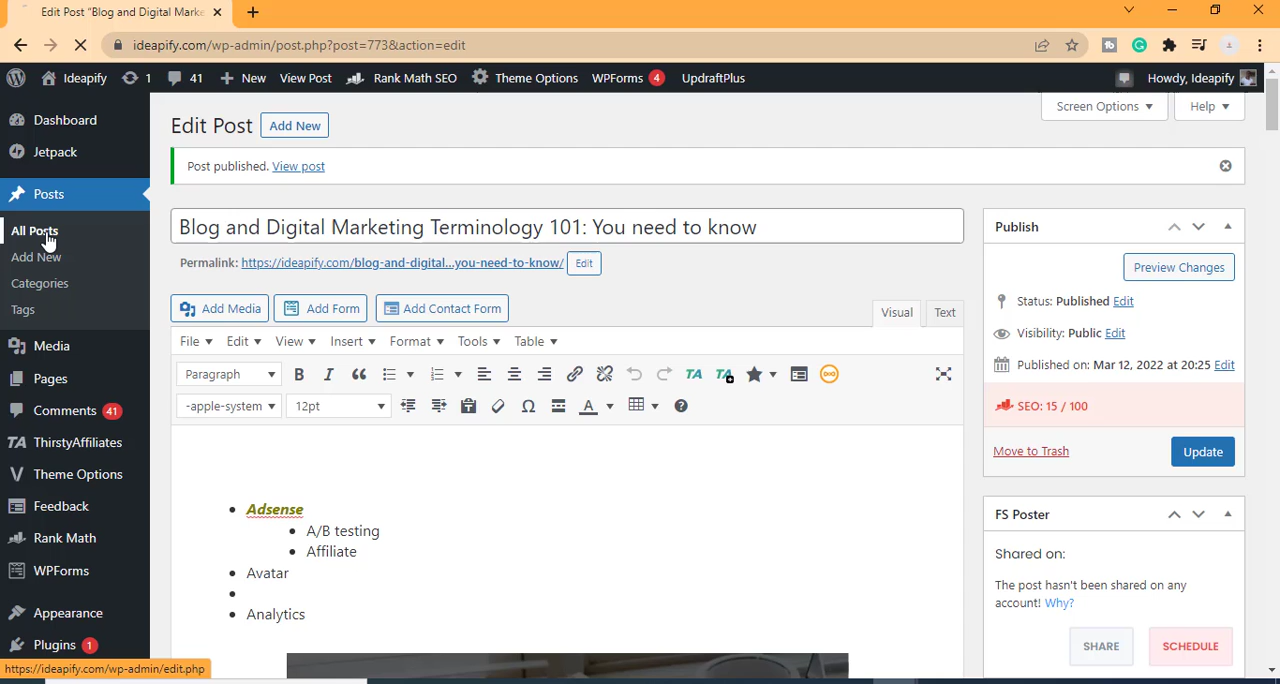 Edit Post “Blog and Digital Marke
ideapify.com/wp-admin/post.php?post=773&action=edit
Ideapify 1 41 New View Post Rank Math SEO Theme Options WPForms 4 UpdraftPlus Howdy, Ideapify
Screen Options Help
Dashboard
Jetpack
Posts
All Posts
Add New
Categories
Tags
Media
Pages
Comments 41
ThirstyAffiliates
Theme Options
Feedback
Rank Math
WPForms
Appearance
Plugins 1
https://ideapify.com/wp-admin/edit.php
Edit Post Add New
Post published. View post
Blog and Digital Marketing Terminology 101: You need to know
Permalink: https://ideapify.com/blog-and-digital...you-need-to-know/ Edit
Add Media Add Form Add Contact Form
Visual Text
File Edit View Insert Format Tools Table
Paragraph B I TA TA
-apple-system 12pt Ω A
Adsense
A/B testing
Affiliate
Avatar
Analytics
Publish
Preview Changes
Status: Published Edit
Visibility: Public Edit
Published on: Mar 12, 2022 at 20:25 Edit
SEO: 15 / 100
Move to Trash Update
FS Poster
Shared on:
The post hasn't been shared on any
account! Why?
SHARE SCHEDULE